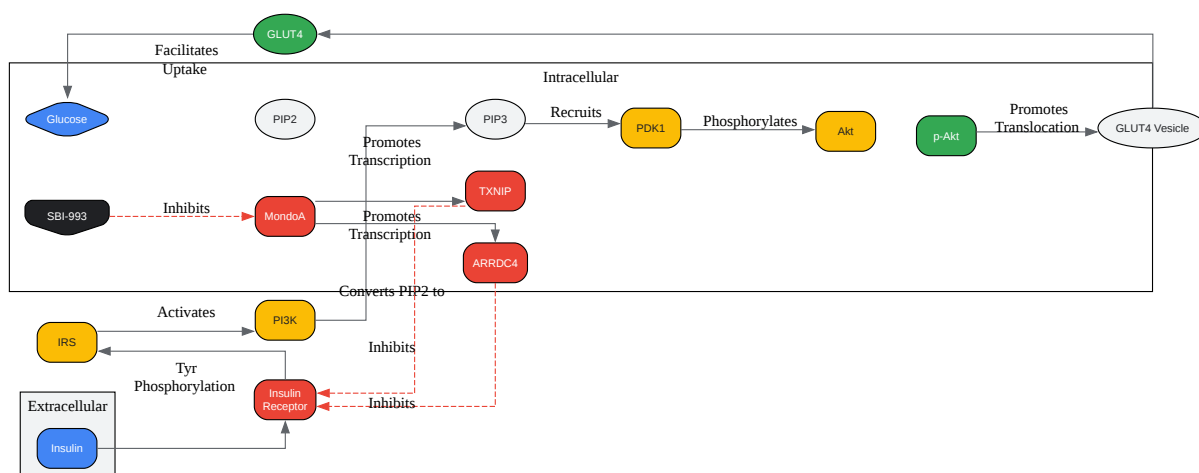 GLUT4
Facilitates
Uptake
Intracellular
Glucose
PIP2
PIP3
Recruits
PDK1
Phosphorylates
Akt
p-Akt
Promotes
Translocation
GLUT4 Vesicle
Promotes
Transcription
SBI-993
Inhibits
MondoA
TXNIP
Promotes
Transcription
ARRDC4
Converts PIP2 to
IRS
Activates
PI3K
Inhibits
Tyr
Phosphorylation
Insulin
Receptor
Inhibits
Extracellular
Insulin